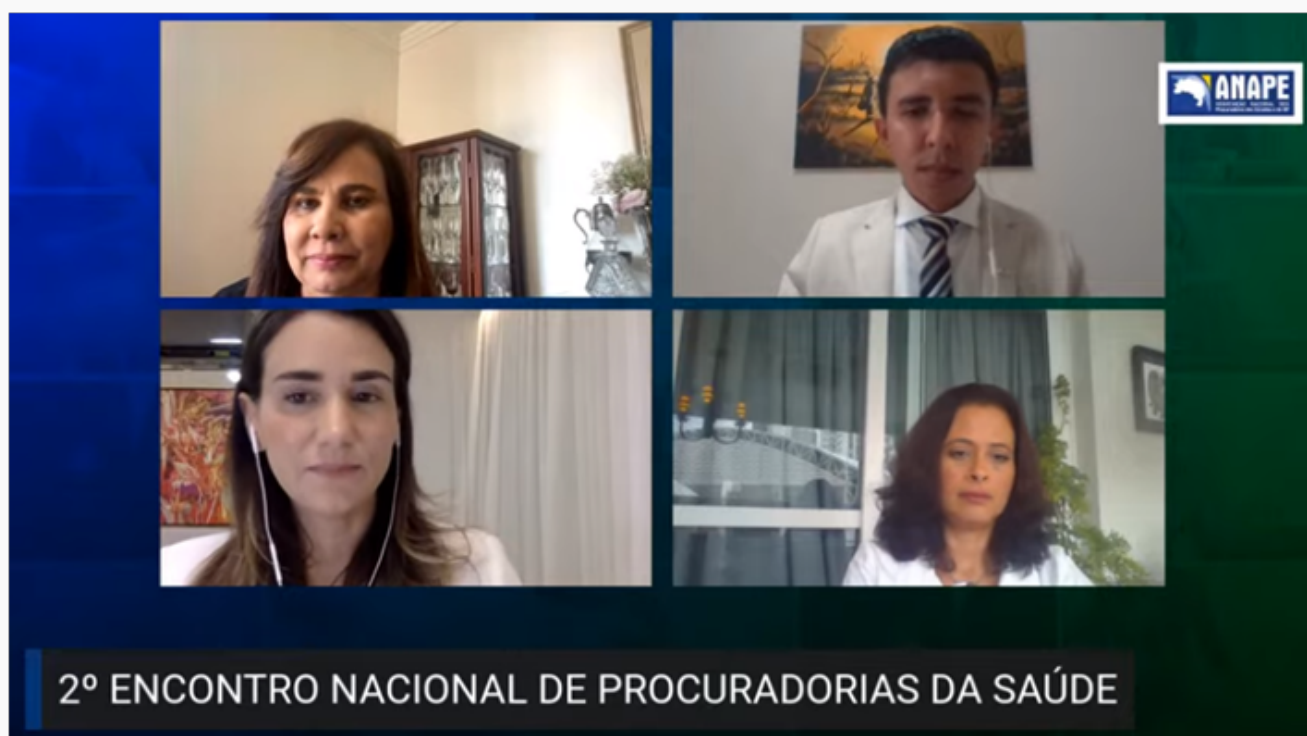 ANAPE
2º ENCONTRO NACIONAL DE PROCURADORIAS DA SAÚDE